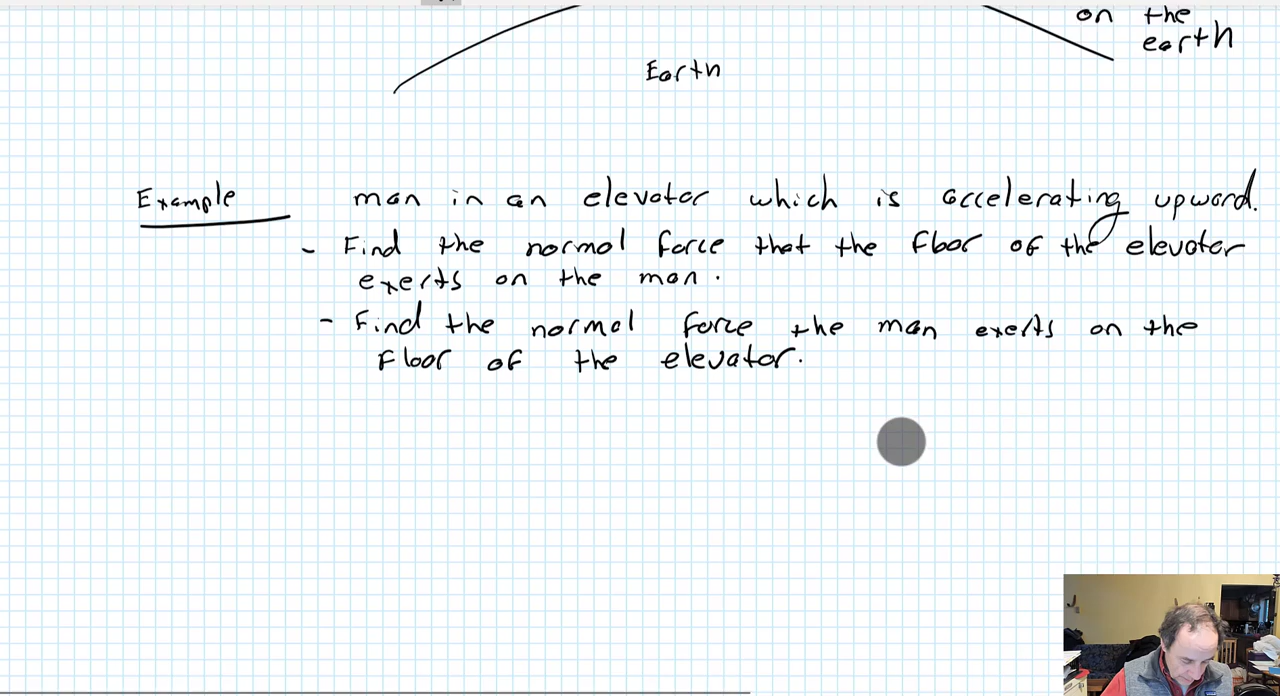 on the
earth
Earth
Example man in an elevator which is accelerating upward.
- Find the normal force that the floor of the elevator
exerts on the man.
- Find the normal force the man exerts on the
floor of the elevator.